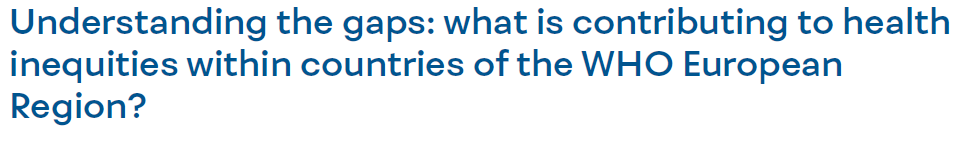 Understanding the gaps: what is contributing to health
inequities within countries of the WHO European
Region?